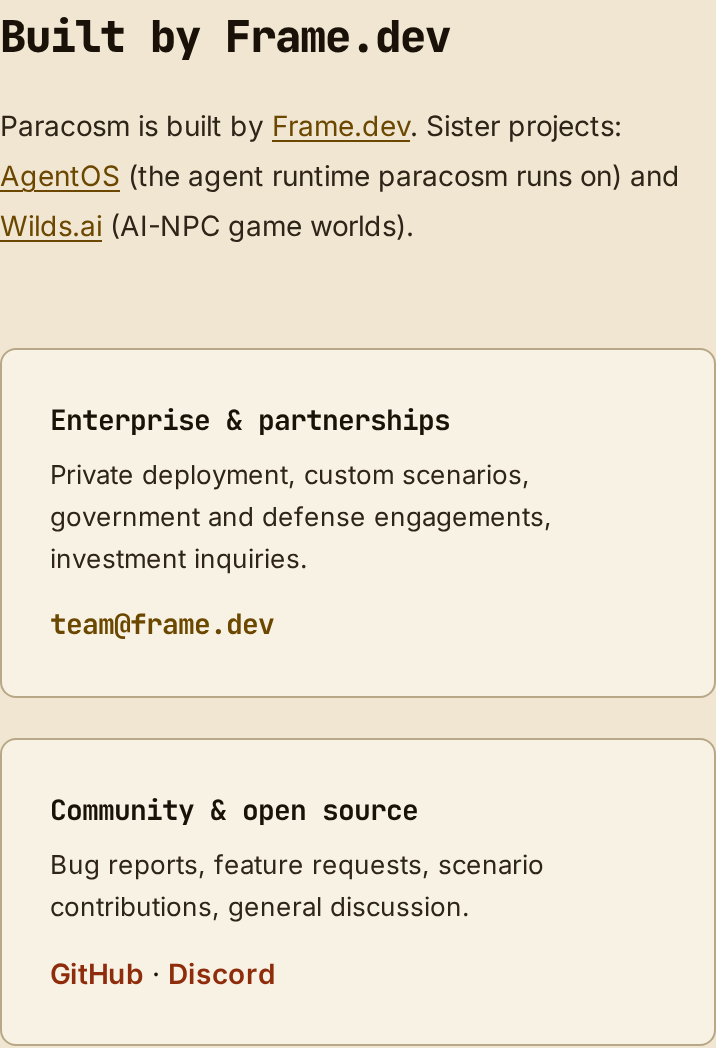 Built by Frame.dev
Paracosm is built by Frame.dev. Sister projects:
AgentOS (the agent runtime paracosm runs on) and
Wilds.ai (AI-NPC game worlds).
Enterprise & partnerships
Private deployment, custom scenarios,
government and defense engagements,
investment inquiries.
team@frame.dev
Community & open source
Bug reports, feature requests, scenario
contributions, general discussion.
GitHub · Discord